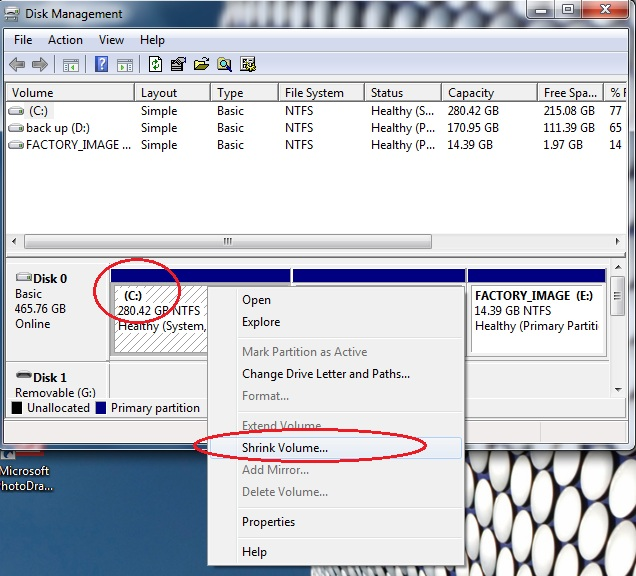 Disk Management
File Action View Help
Volume Layout Type File System Status Capacity Free Spa... % F
(C:) Simple Basic NTFS Healthy (S... 280.42 GB 215.08 GB 77
back up (D:) Simple Basic NTFS Healthy (P... 170.95 GB 111.39 GB 65
FACTORY_IMAGE ... Simple Basic NTFS Healthy (P... 14.39 GB 1.97 GB 14
Disk 0
Basic
465.76 GB
Online
(C:)
280.42 GB NTFS
Healthy (System,
FACTORY_IMAGE (E:)
14.39 GB NTFS
Healthy (Primary Partiti
Disk 1
Removable (G:)
Unallocated Primary partition
Open
Explore
Mark Partition as Active
Change Drive Letter and Paths...
Format...
Extend Volume...
Shrink Volume...
Add Mirror...
Delete Volume...
Properties
Help
Microsoft
PhotoDra...